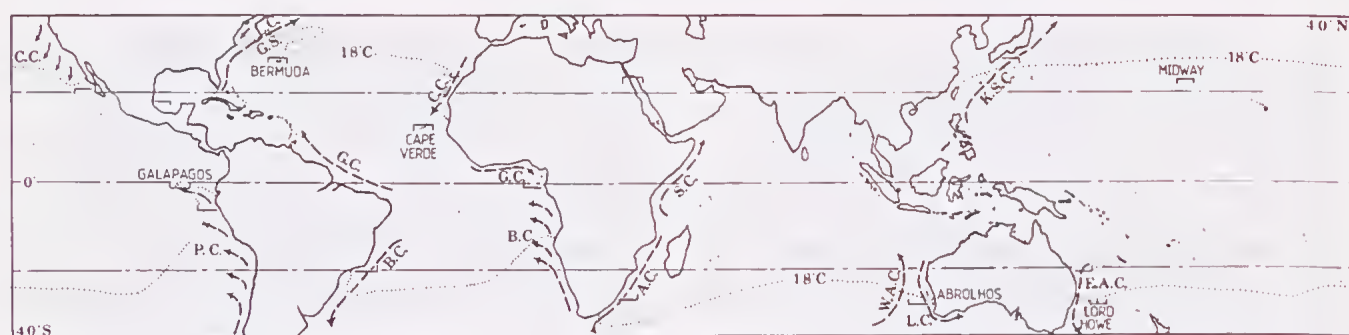 40°N
C.C.
G.S.
18°C
BERMUDA
C.C.
K.S.C.
18°C
MIDWAY
CAPE
VERDE
G.C.
G.C.
S.C.
GALAPAGOS
0°
P.C.
B.C.
B.C.
A.C.
18°C
W.A.C.
ABROLHOS
L.C.
E.A.C.
LORD
HOWE
40°S